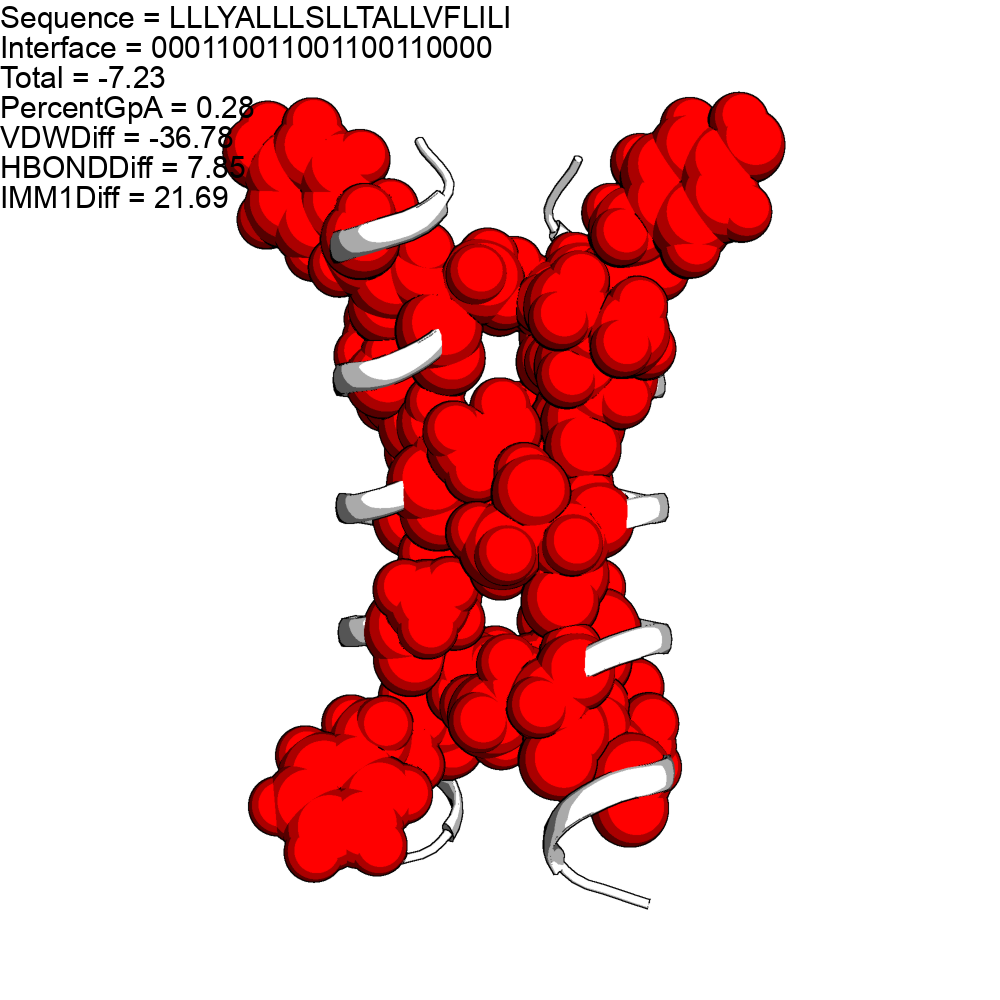 Sequence = LLLYALLLSLLTALLVFLILI
Interface = 000110011001100110000
Total = -7.23
PercentGpA = 0.28
VDWDiff = -36.78
HBONDDiff = 7.85
IMM1Diff = 21.69